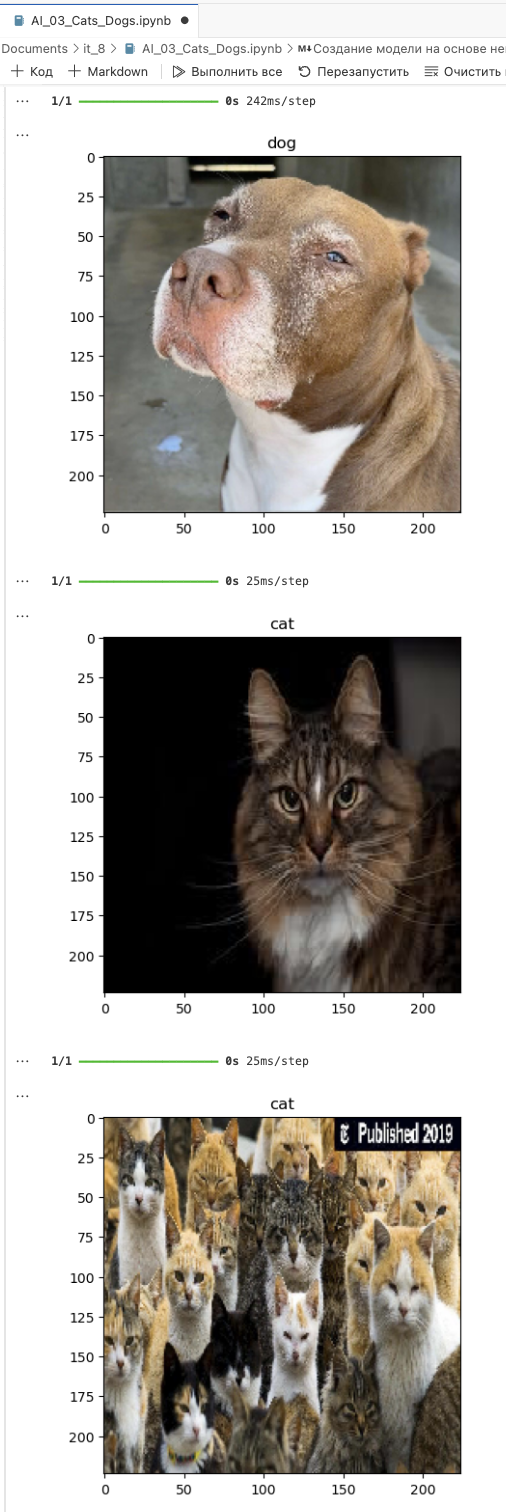 AI_03_Cats_Dogs.ipynb
Documents > it_8 > AI_03_Cats_Dogs.ipynb > M↓Создание модели на основе не
+ Код + Markdown Выполнить все Перезапустить Очистить
... 1/1 0s 242ms/step
...
dog
0
25
50
75
100
125
150
175
200
0 50 100 150 200
... 1/1 0s 25ms/step
...
cat
0
25
50
75
100
125
150
175
200
0 50 100 150 200
... 1/1 0s 25ms/step
...
cat
0
Published 2019
25
50
75
100
125
150
175
200
0 50 100 150 200